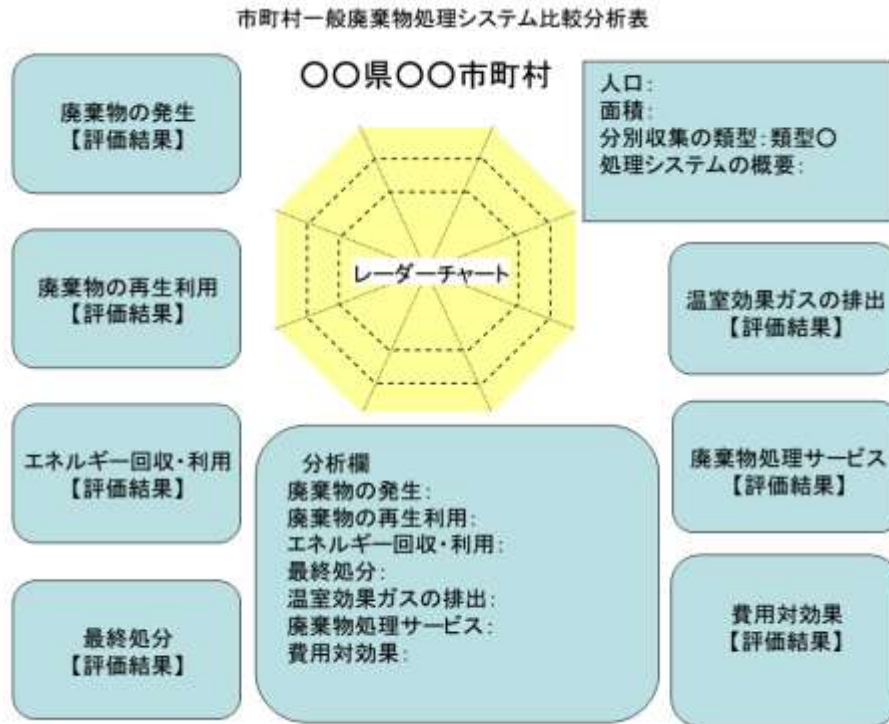 市町村一般廃棄物処理システム比較分析表
〇〇県〇〇市町村
人口:
面積:
分別収集の類型:類型〇
処理システムの概要:
廃棄物の発生
【評価結果】
廃棄物の再生利用
【評価結果】
エネルギー回収・利用
【評価結果】
最終処分
【評価結果】
レーダーチャート
分析欄
廃棄物の発生:
廃棄物の再生利用:
エネルギー回収・利用:
最終処分:
温室効果ガスの排出:
廃棄物処理サービス:
費用対効果:
温室効果ガスの排出
【評価結果】
廃棄物処理サービス
【評価結果】
費用対効果
【評価結果】